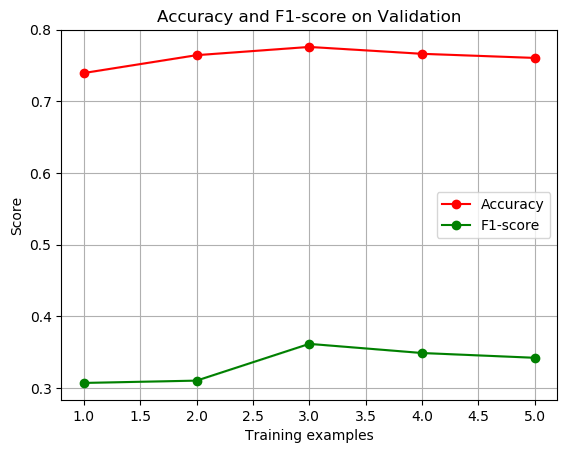 Accuracy and F1-score on Validation
0.8
0.7
0.6
0.5
0.4
0.3
Score
Accuracy
F1-score
1.0 1.5 2.0 2.5 3.0 3.5 4.0 4.5 5.0
Training examples